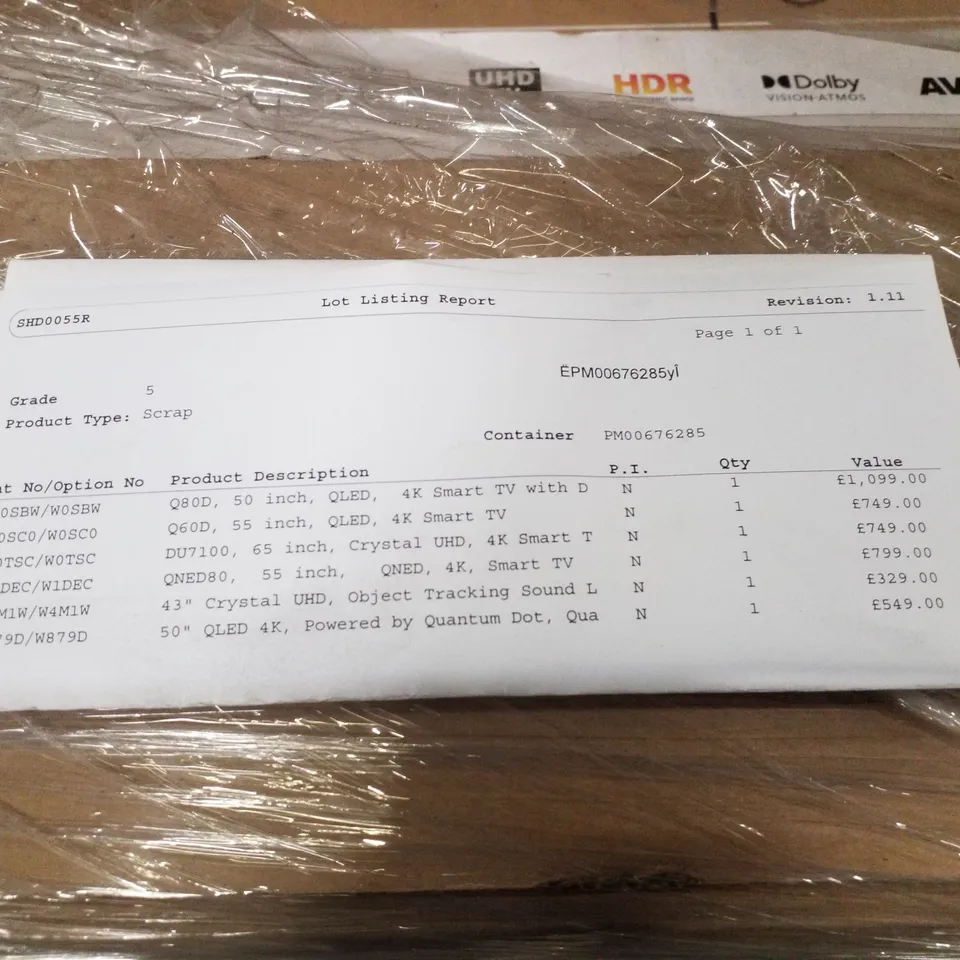 UHD
HDR
Dolby
VISION·ATMOS
AV
Lot Listing Report
Revision: 1.11
SHD0055R
Page 1 of 1
ËPM00676285yÎ
Grade 5
Product Type: Scrap
Container PM00676285
No/Option No Product Description P.I. Qty Value
0SBW/W0SBW Q80D, 50 inch, QLED, 4K Smart TV with D N 1 £1,099.00
0SC0/W0SC0 Q60D, 55 inch, QLED, 4K Smart TV N 1 £749.00
0TSC/W0TSC DU7100, 65 inch, Crystal UHD, 4K Smart T N 1 £749.00
DEC/W1DEC QNED80, 55 inch, QNED, 4K, Smart TV N 1 £799.00
M1W/W4M1W 43" Crystal UHD, Object Tracking Sound L N 1 £329.00
79D/W879D 50" QLED 4K, Powered by Quantum Dot, Qua N 1 £549.00